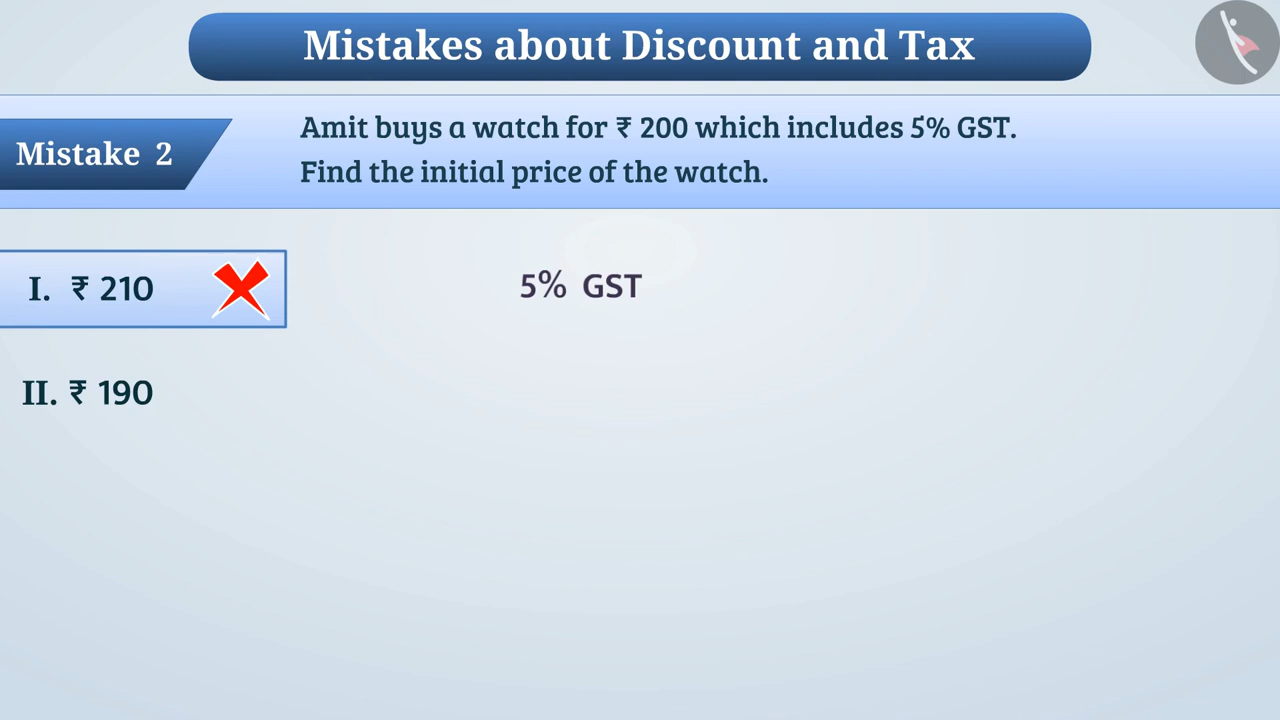 Mistakes about Discount and Tax
Mistake 2
Amit buys a watch for ₹ 200 which includes 5% GST.
Find the initial price of the watch.
I. ₹ 210
5% GST
II. ₹ 190